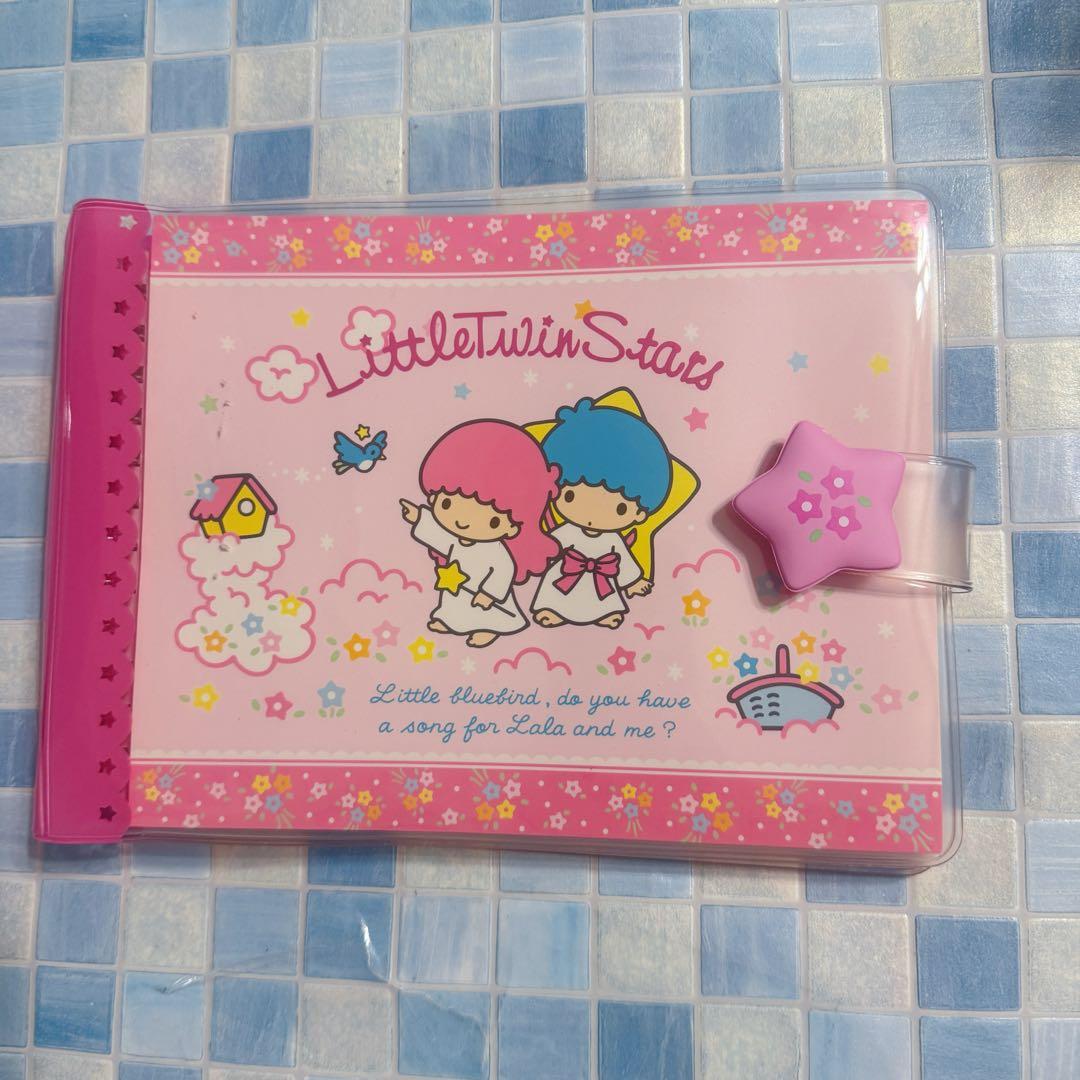 LittleTwinStars
Little bluebird, do you have
a song for Lala and me?